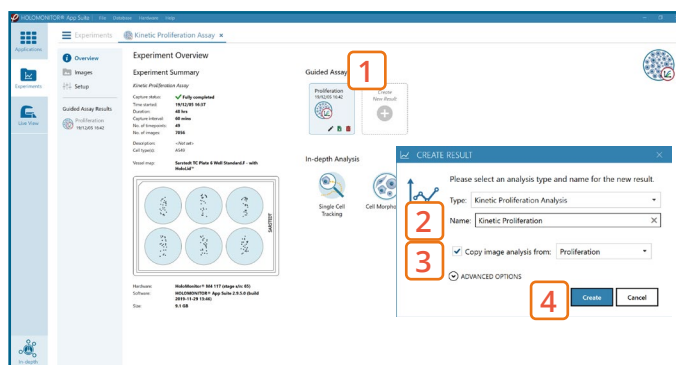 HOLOMONITOR® App Suite File Database Hardware Help
Applications
Experiments
Live View
In-depth
Experiments Kinetic Proliferation Assay ×
Overview
Images
Setup
Guided Assay Results
Proliferation
19/12/05 16:42
Experiment Overview
Experiment Summary
Kinetic Proliferation Assay
Capture status: Fully completed
Time started: 19/12/05 16:37
Duration: 48 hrs
Capture interval: 60 mins
No. of timepoints: 49
No. of images: 7056
Description: <Not set>
Cell type(s): A549
Vessel map: Sarstedt TC Plate 6 Well Standard.F - with
HoloLid™
SARSTEDT
Hardware: HoloMonitor® M4 117 (stage s/n: 85)
Software: HOLOMONITOR® App Suite 2.9.5.0 (build
2019-11-29 13:46)
Size: 9.1 GB
Guided Assay
1
Proliferation
19/12/05 16:42
Create
New Result
In-depth Analysis
Single Cell
Tracking
Cell Morpho
CREATE RESULT ×
Please select an analysis type and name for the new result.
Type: Kinetic Proliferation Analysis
2
Name: Kinetic Proliferation ×
3
Copy image analysis from: Proliferation
ADVANCED OPTIONS
4
Create Cancel